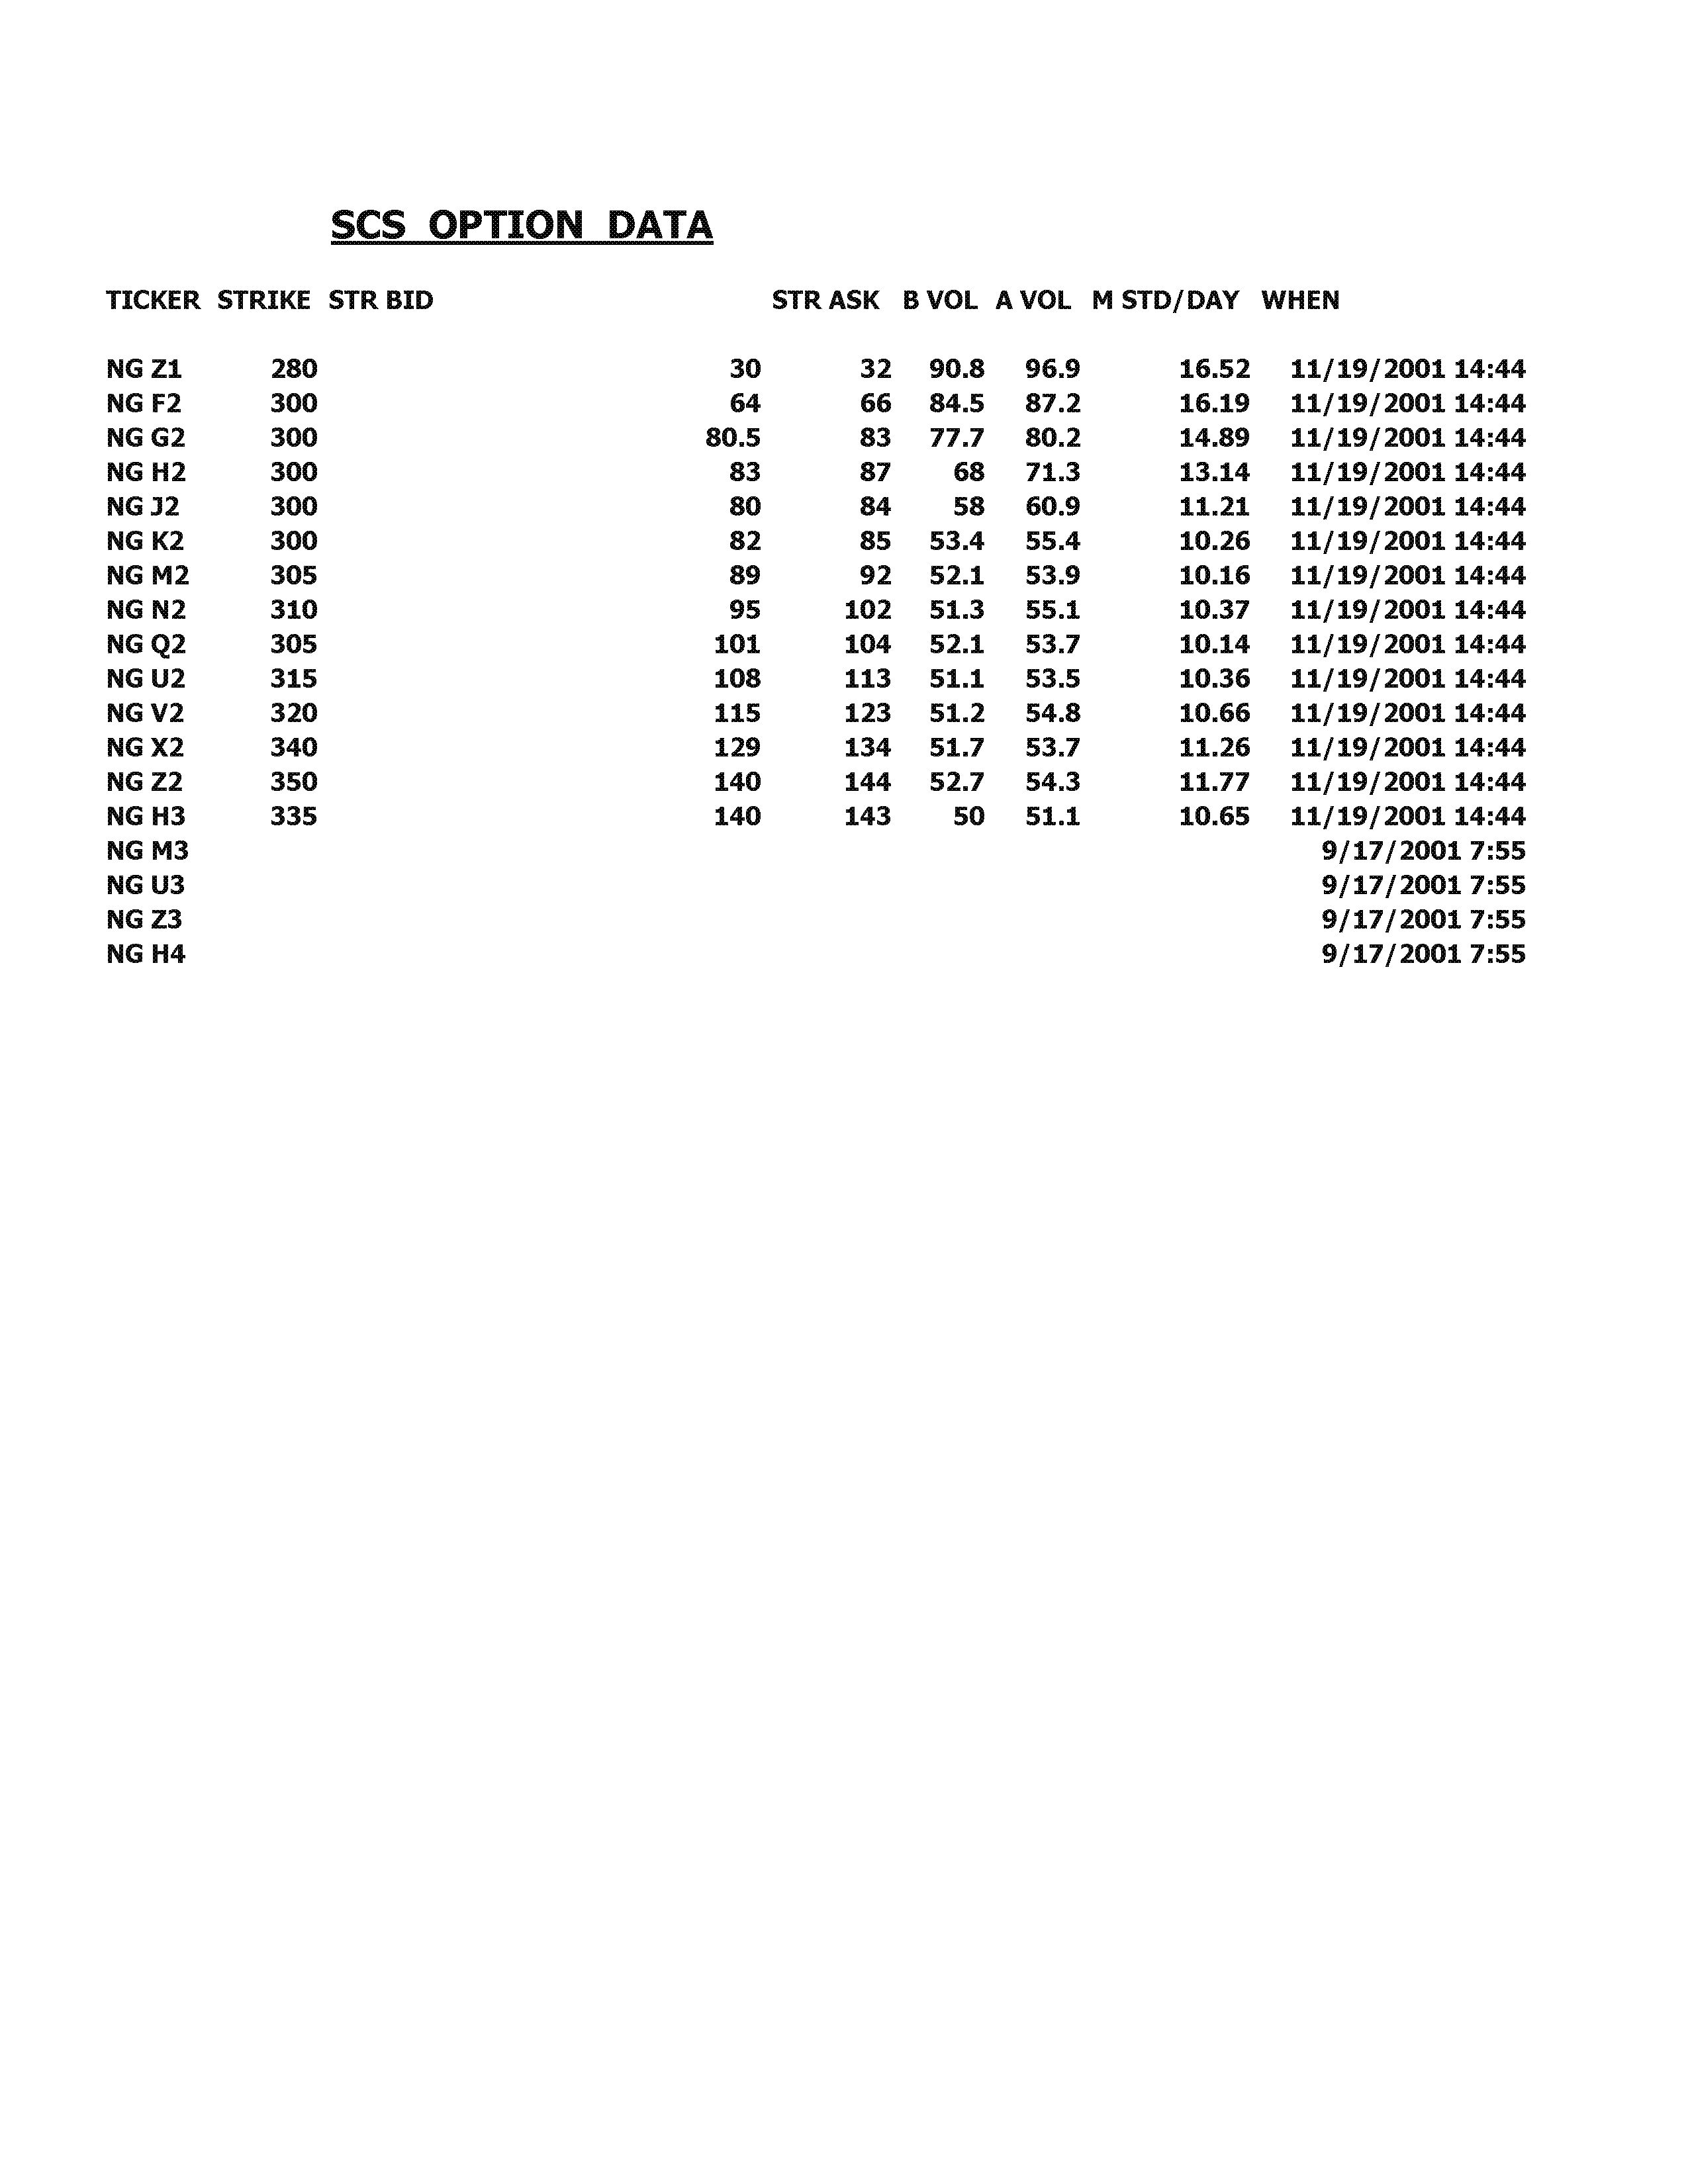 SCS OPTION DATA
TICKER STRIKE STR BID STR ASK B VOL A VOL M STD/DAY WHEN
NG Z1 280 30 32 90.8 96.9 16.52 11/19/2001 14:44
NG F2 300 64 66 84.5 87.2 16.19 11/19/2001 14:44
NG G2 300 80.5 83 77.7 80.2 14.89 11/19/2001 14:44
NG H2 300 83 87 68 71.3 13.14 11/19/2001 14:44
NG J2 300 80 84 58 60.9 11.21 11/19/2001 14:44
NG K2 300 82 85 53.4 55.4 10.26 11/19/2001 14:44
NG M2 305 89 92 52.1 53.9 10.16 11/19/2001 14:44
NG N2 310 95 102 51.3 55.1 10.37 11/19/2001 14:44
NG Q2 305 101 104 52.1 53.7 10.14 11/19/2001 14:44
NG U2 315 108 113 51.1 53.5 10.36 11/19/2001 14:44
NG V2 320 115 123 51.2 54.8 10.66 11/19/2001 14:44
NG X2 340 129 134 51.7 53.7 11.26 11/19/2001 14:44
NG Z2 350 140 144 52.7 54.3 11.77 11/19/2001 14:44
NG H3 335 140 143 50 51.1 10.65 11/19/2001 14:44
NG M3 9/17/2001 7:55
NG U3 9/17/2001 7:55
NG Z3 9/17/2001 7:55
NG H4 9/17/2001 7:55